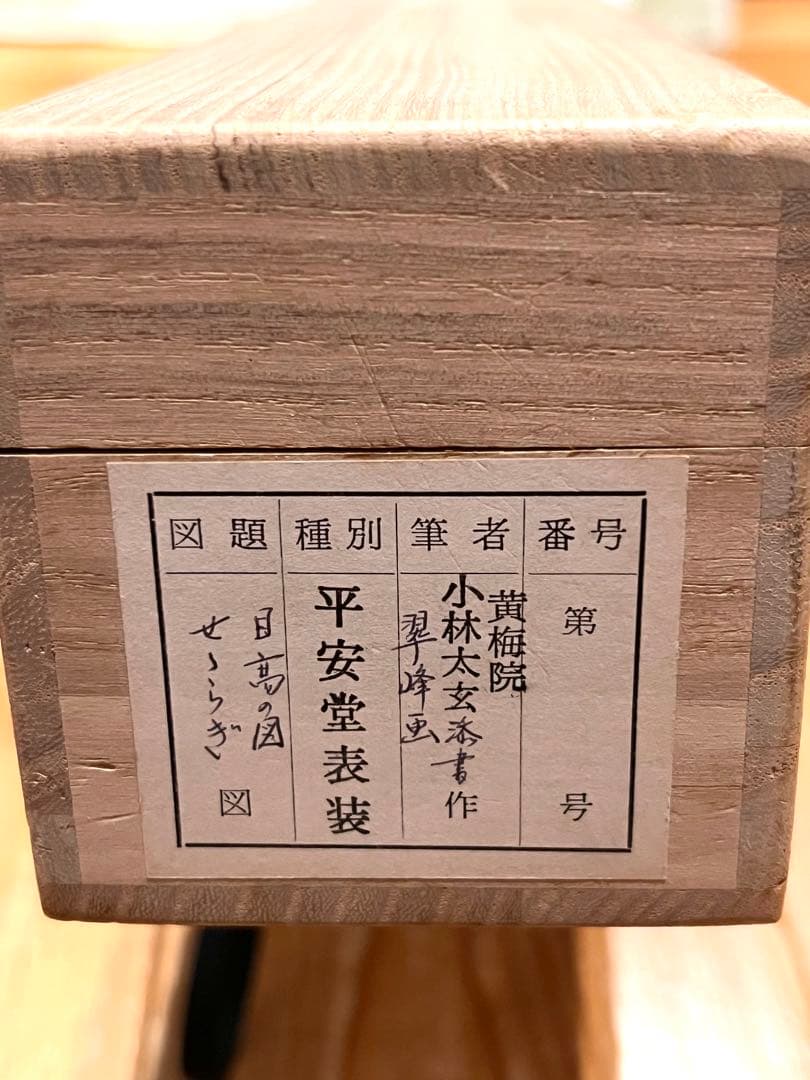 番号
第 号
筆者
黄梅院
小林太玄添書作
翠峰画
種別
平安堂表装
図題
日高の図
せゝらぎ
図